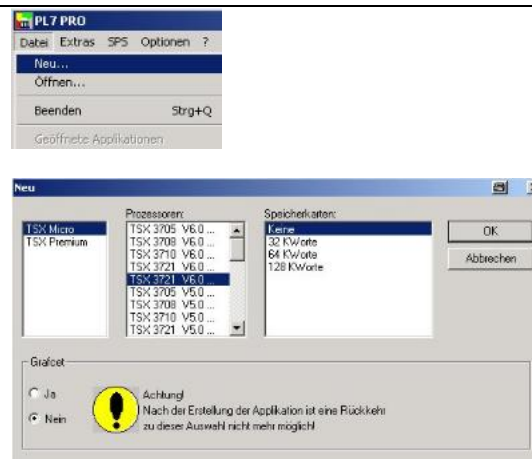 PL7 PRO
Datei Extras SPS Optionen ?
Neu...
Öffnen...
Beenden Strg+Q
Geöffnete Applikationen
Neu
Prozessoren: Speicherkarten:
TSX Micro TSX 3705 V6.0 ... Keine OK
TSX Premium TSX 3708 V6.0 ... 32 KWorte
TSX 3710 V6.0 ... 64 KWorte Abbrechen
TSX 3721 V6.0 ... 128 KWorte
TSX 3721 V6.0 ...
TSX 3705 V5.0 ...
TSX 3708 V5.0 ...
TSX 3710 V5.0 ...
TSX 3721 V5.0 ...
Grafcet
Ja Achtung!
Nein Nach der Erstellung der Applikation ist eine Rückkehr
zu dieser Auswahl nicht mehr möglich!